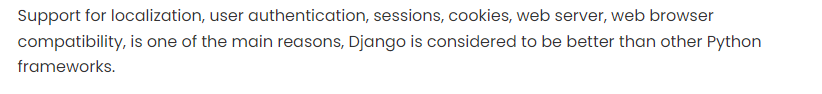 Support for localization, user authentication, sessions, cookies, web server, web browser
compatibility, is one of the main reasons, Django is considered to be better than other Python
frameworks.